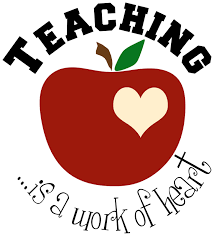 TEACHING
....is a work of heart